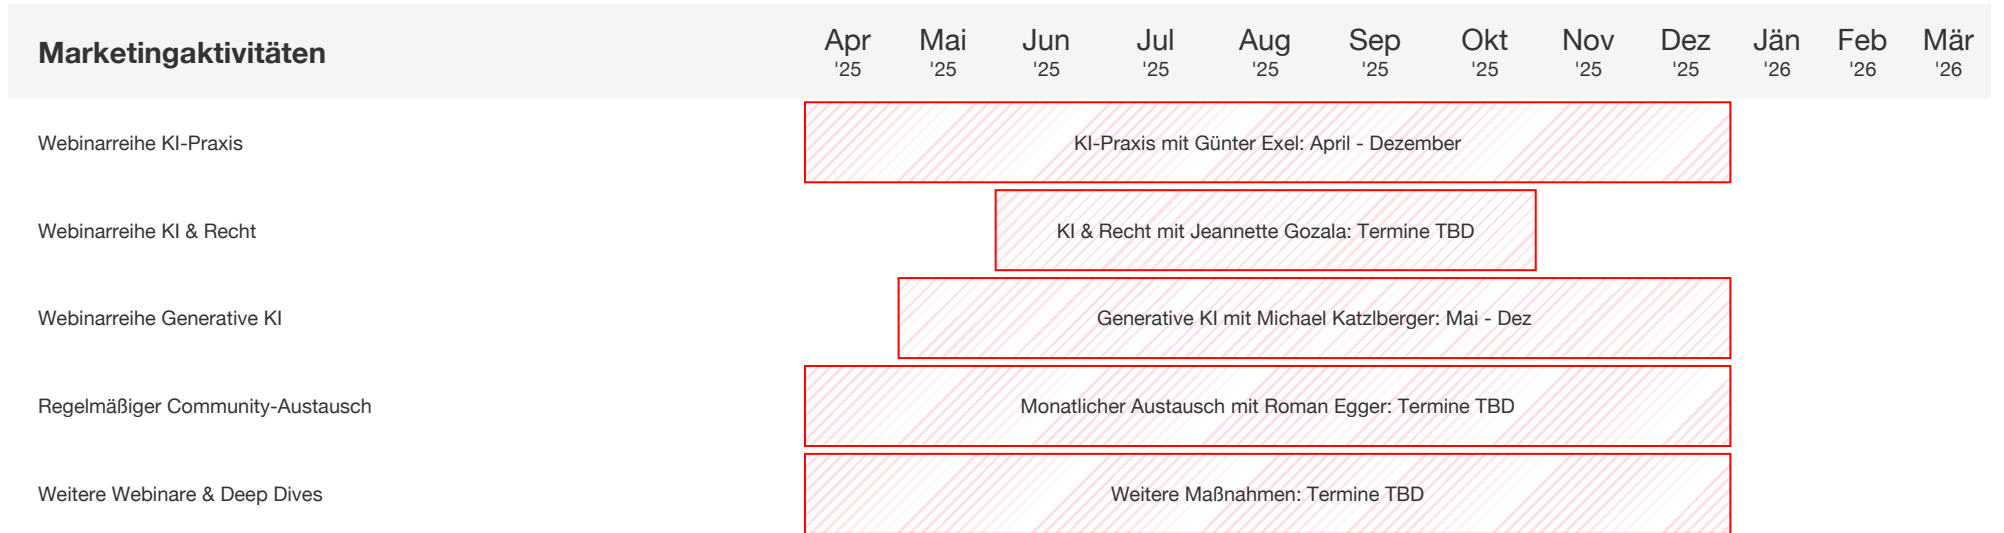 Marketingaktivitäten Apr Mai Jun Jul Aug Sep Okt Nov Dez Jän Feb Mär
'25 '25 '25 '25 '25 '25 '25 '25 '25 '26 '26 '26
Webinarreihe KI-Praxis KI-Praxis mit Günter Exel: April - Dezember
Webinarreihe KI & Recht KI & Recht mit Jeannette Gozala: Termine TBD
Webinarreihe Generative KI Generative KI mit Michael Katzlberger: Mai - Dez
Regelmäßiger Community-Austausch Monatlicher Austausch mit Roman Egger: Termine TBD
Weitere Webinare & Deep Dives Weitere Maßnahmen: Termine TBD